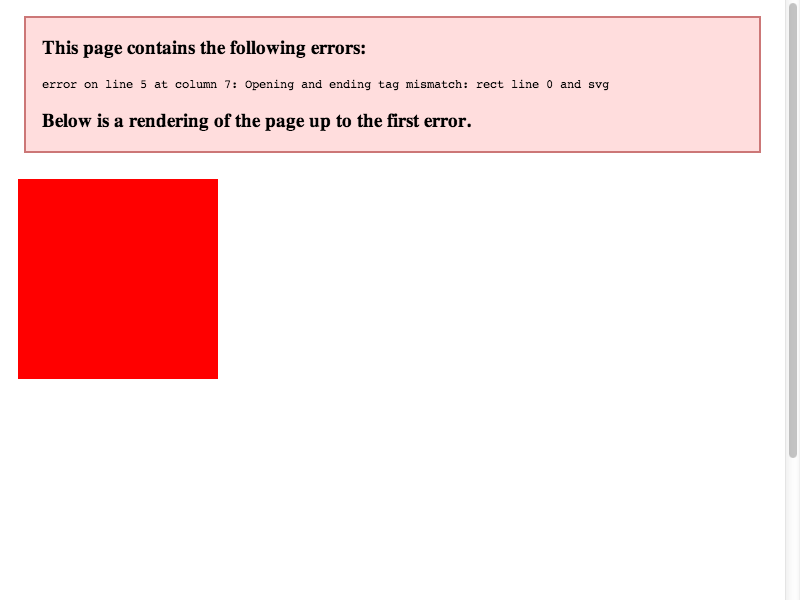 This page contains the following errors:
error on line 5 at column 7: Opening and ending tag mismatch: rect line 0 and svg
Below is a rendering of the page up to the first error.